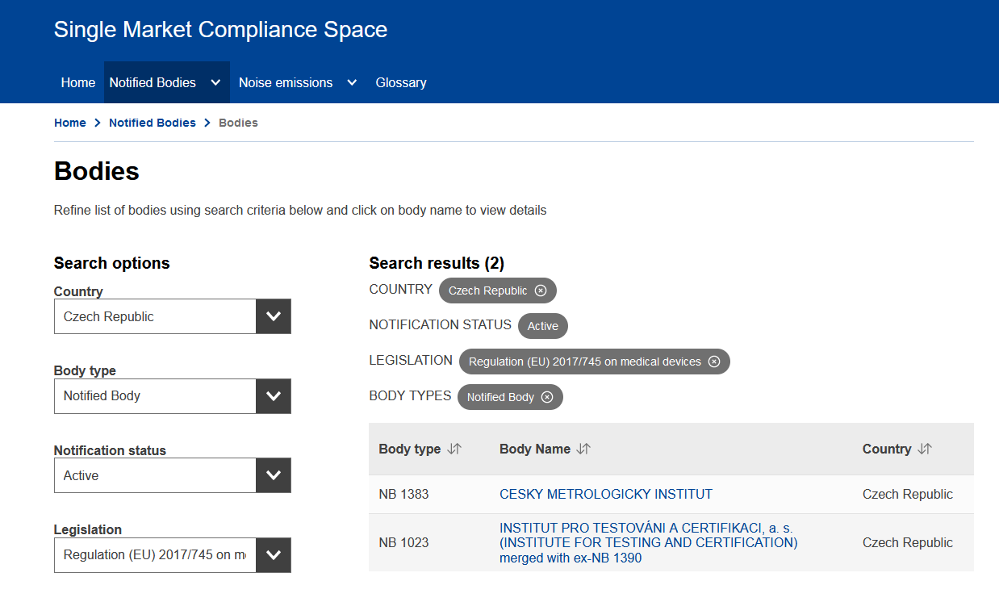 Single Market Compliance Space
Home Notified Bodies Noise emissions Glossary
Home > Notified Bodies > Bodies
Bodies
Refine list of bodies using search criteria below and click on body name to view details
Search options
Country
Czech Republic
Body type
Notified Body
Notification status
Active
Legislation
Regulation (EU) 2017/745 on m
Search results (2)
COUNTRY Czech Republic
NOTIFICATION STATUS Active
LEGISLATION Regulation (EU) 2017/745 on medical devices
BODY TYPES Notified Body
Body type Body Name Country
NB 1383 CESKY METROLOGICKY INSTITUT Czech Republic
INSTITUT PRO TESTOVÁNI A CERTIFIKACI, a. s.
NB 1023 (INSTITUTE FOR TESTING AND CERTIFICATION) Czech Republic
merged with ex-NB 1390